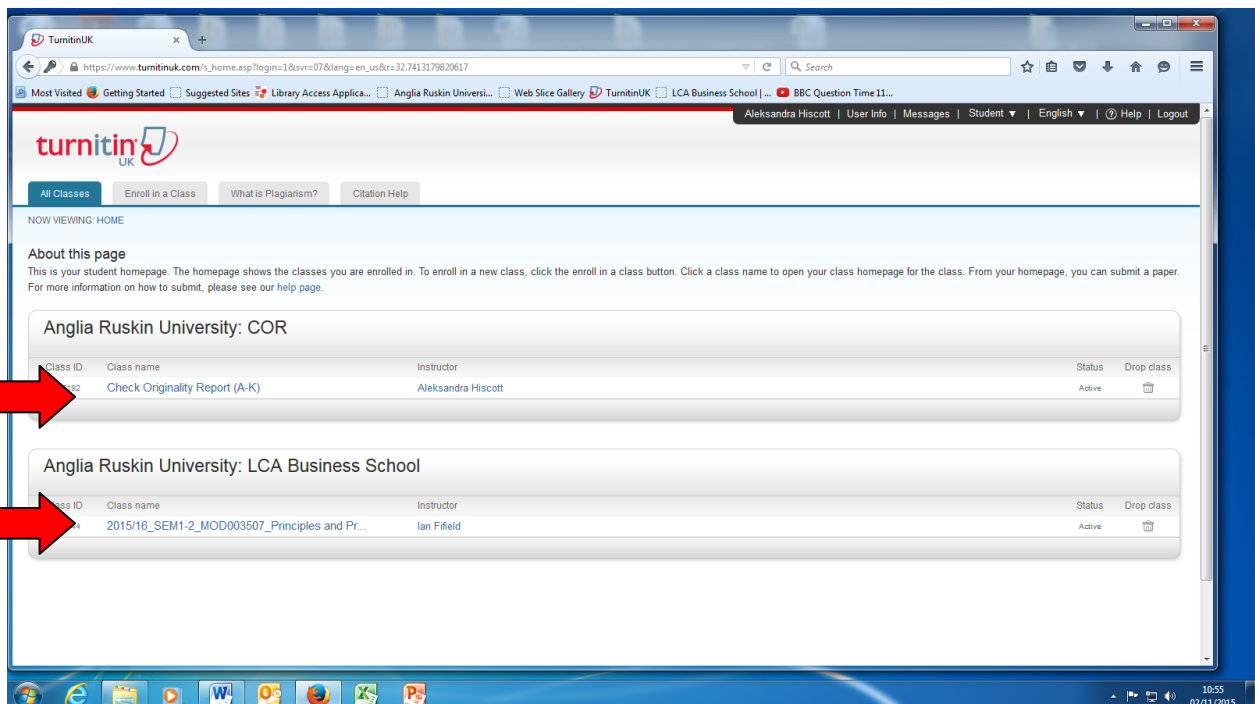 TurnitinUK
https://www.turnitinuk.com/s_home.asp?login=1&svr=07&lang=en_us&r=32.7413179820617
Search
Most Visited Getting Started Suggested Sites Library Access Applica... Anglia Ruskin Universi... Web Slice Gallery TurnitinUK LCA Business School | ... BBC Question Time 11...
Aleksandra Hiscott | User Info | Messages | Student ▼ | English ▼ | ? Help | Logout
turnitin
UK
All Classes Enroll in a Class What is Plagiarism? Citation Help
NOW VIEWING: HOME
About this page
This is your student homepage. The homepage shows the classes you are enrolled in. To enroll in a new class, click the enroll in a class button. Click a class name to open your class homepage for the class. From your homepage, you can submit a paper.
For more information on how to submit, please see our help page.
Anglia Ruskin University: COR
Class ID Class name Instructor Status Drop class
Check Originality Report (A-K) Aleksandra Hiscott Active
Anglia Ruskin University: LCA Business School
Class name Instructor Status Drop class
2015/16_SEM1-2_MOD003507_Principles and Pr... Ian Fifield Active
10:55
02/11/2015